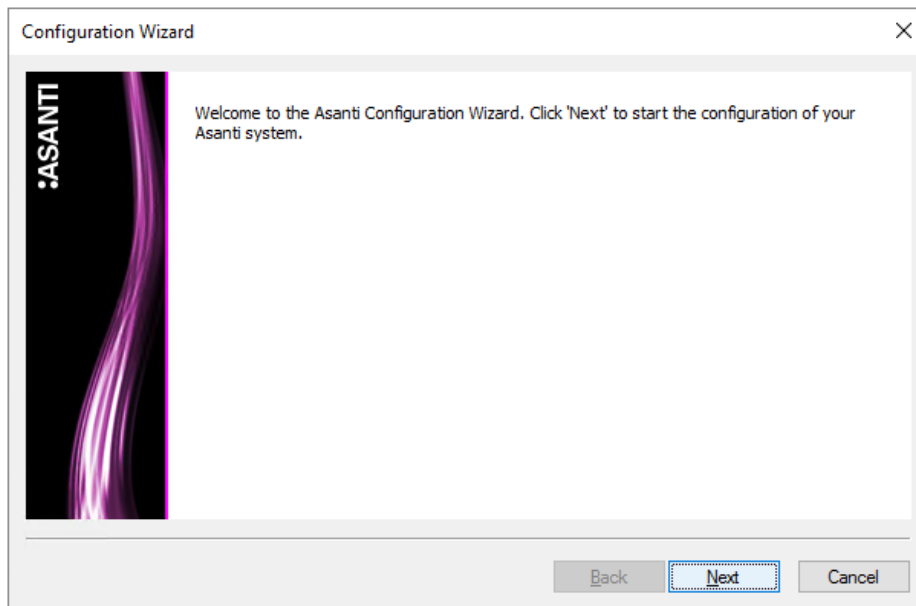 Configuration Wizard
:ASANTI
Welcome to the Asanti Configuration Wizard. Click 'Next' to start the configuration of your
Asanti system.
Back
Next
Cancel